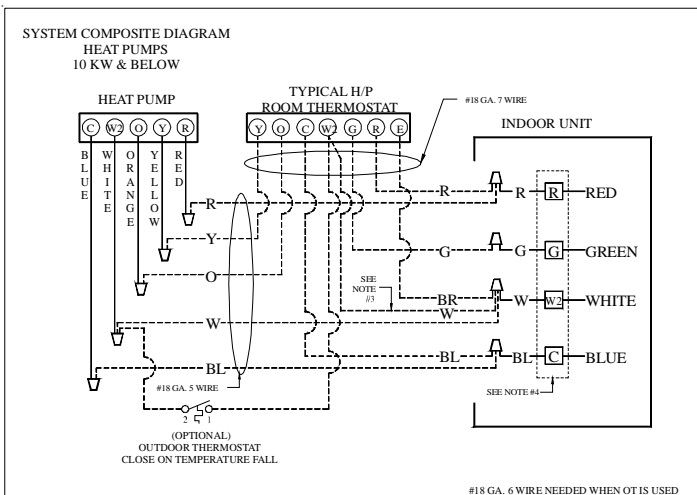 SYSTEM COMPOSITE DIAGRAM
HEAT PUMPS
10 KW & BELOW
HEAT PUMP
C W2 O Y R
BLUE
WHITE
ORANGE
YELLOW
RED
TYPICAL H/P
ROOM THERMOSTAT
Y O C W2 G R E
#18 GA. 7 WIRE
INDOOR UNIT
R R R R RED
Y
G G G GREEN
O
SEE
NOTE
#3
BR
W W W W2 WHITE
BL BL BL C BLUE
#18 GA. 5 WIRE
SEE NOTE #4
2 1
(OPTIONAL)
OUTDOOR THERMOSTAT
CLOSE ON TEMPERATURE FALL
#18 GA. 6 WIRE NEEDED WHEN OT IS USED